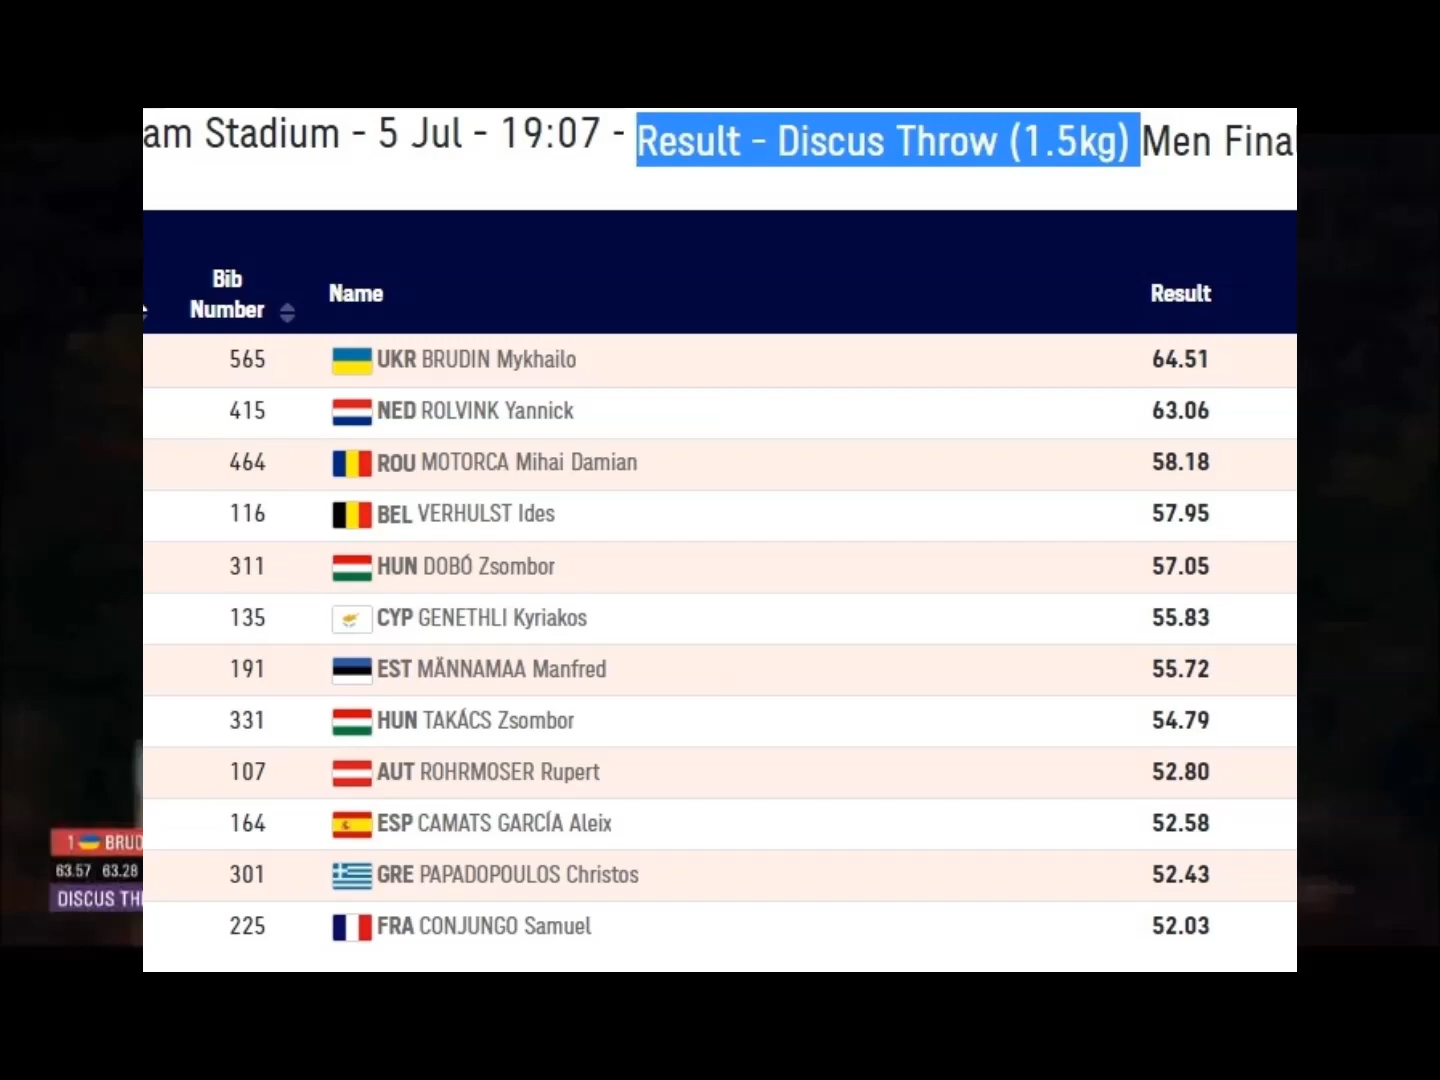 am Stadium - 5 Jul - 19:07 - Result - Discus Throw (1.5kg) Men Fina
Bib Number Name Result
565 UKR BRUDIN Mykhailo 64.51
415 NED ROLVINK Yannick 63.06
464 ROU MOTORCA Mihai Damian 58.18
116 BEL VERHULST Ides 57.95
311 HUN DOBÓ Zsombor 57.05
135 CYP GENETHLI Kyriakos 55.83
191 EST MÄNNAMAA Manfred 55.72
331 HUN TAKÁCS Zsombor 54.79
107 AUT ROHRMOSER Rupert 52.80
164 ESP CAMATS GARCÍA Aleix 52.58
301 GRE PAPADOPOULOS Christos 52.43
225 FRA CONJUNGO Samuel 52.03
1 BRUD
63.57 63.28
DISCUS TH